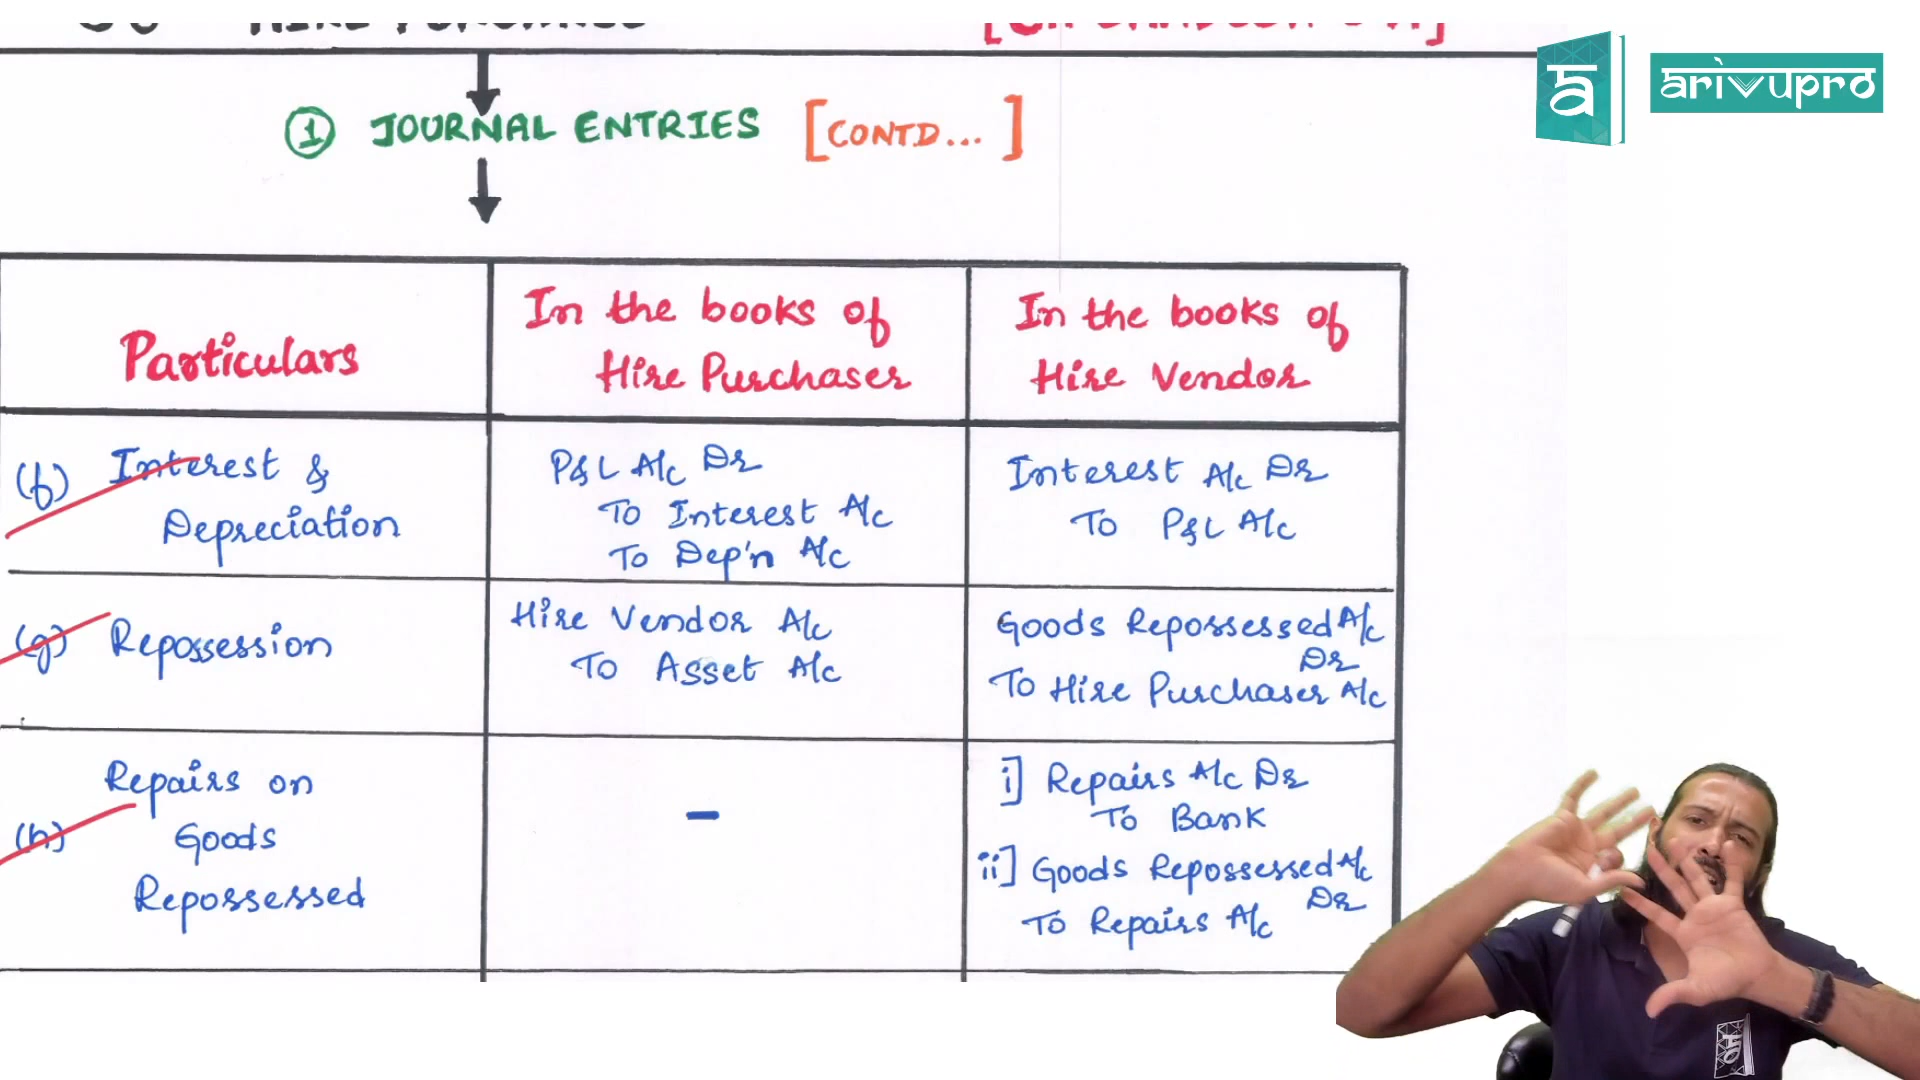 ā arivupro
① JOURNAL ENTRIES [CONTD...]
Particulars
In the books of
Hire Purchaser
In the books of
Hire Vendor
(f) Interest &
Depreciation
P&L A/c Dr
To Interest A/c
To Dep'n A/c
Interest A/c Dr
To P&L A/c
(g) Repossession
Hire Vendor A/c
To Asset A/c
Goods Repossessed A/c
Dr
To Hire Purchaser A/c
Repairs on
(h) Goods
Repossessed
-
i] Repairs A/c Dr
To Bank
ii] Goods Repossessed A/c
Dr
To Repairs A/c